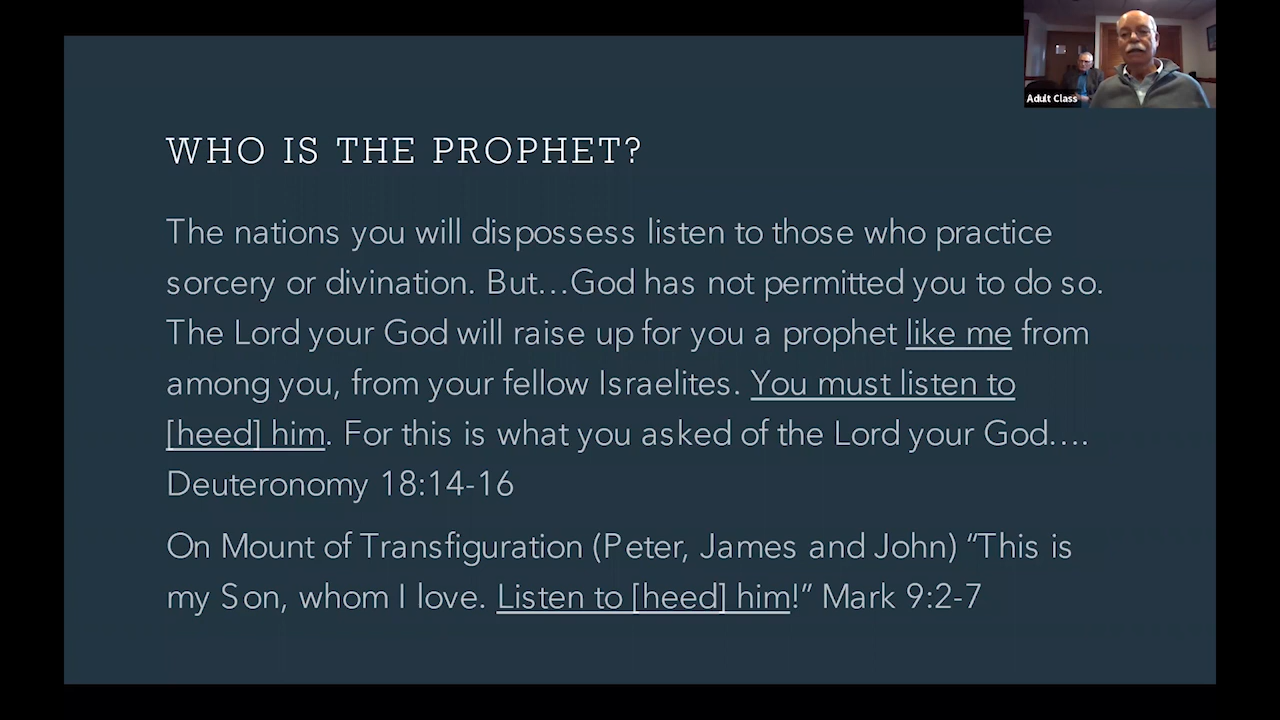 Adult Class
WHO IS THE PROPHET?
The nations you will dispossess listen to those who practice
sorcery or divination. But…God has not permitted you to do so.
The Lord your God will raise up for you a prophet like me from
among you, from your fellow Israelites. You must listen to
[heed] him. For this is what you asked of the Lord your God….
Deuteronomy 18:14-16
On Mount of Transfiguration (Peter, James and John) “This is
my Son, whom I love. Listen to [heed] him!” Mark 9:2-7